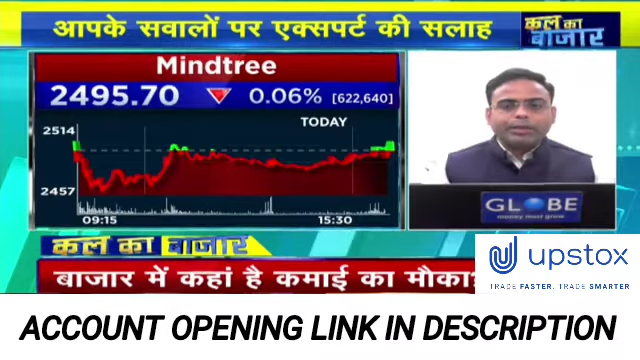 आपके सवालों पर एक्सपर्ट की सलाह
कल का
बाजार
Mindtree
2495.70 0.06% [622,640]
TODAY
2514
2457
09:15 15:30
GLOBE
money must grow
कल का बाजार
बाजार में कहां है कमाई का मौका?
upstox
TRADE FASTER. TRADE SMARTER
ACCOUNT OPENING LINK IN DESCRIPTION